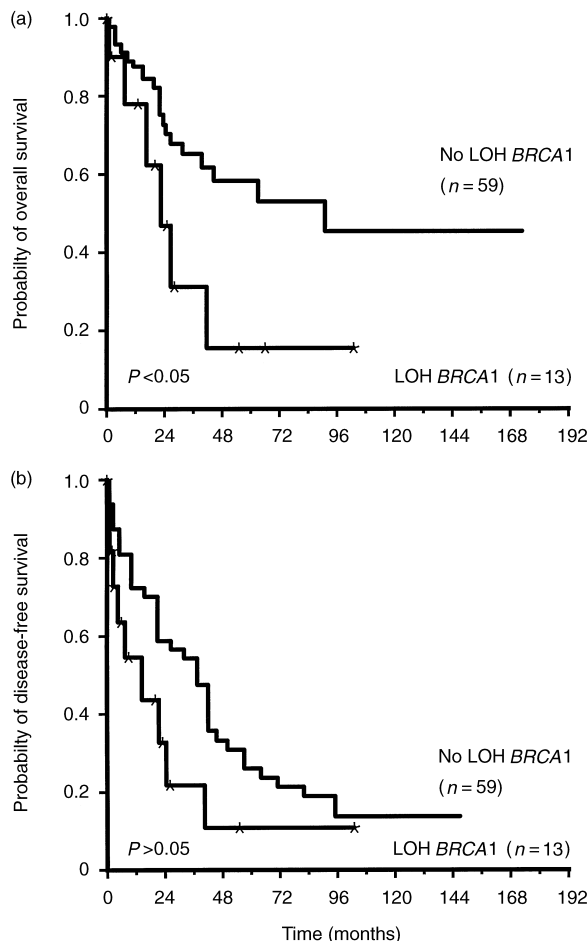 (a)
Probabilty of overall survival
1.0
0.8
0.6
0.4
0.2
0
No LOH BRCA1
(n=59)
P<0.05
LOH BRCA1 (n=13)
0 24 48 72 96 120 144 168 192
(b)
Probabilty of disease-free survival
1.0
0.8
0.6
0.4
0.2
0
No LOH BRCA1
(n=59)
P>0.05
LOH BRCA1 (n=13)
0 24 48 72 96 120 144 168 192
Time (months)